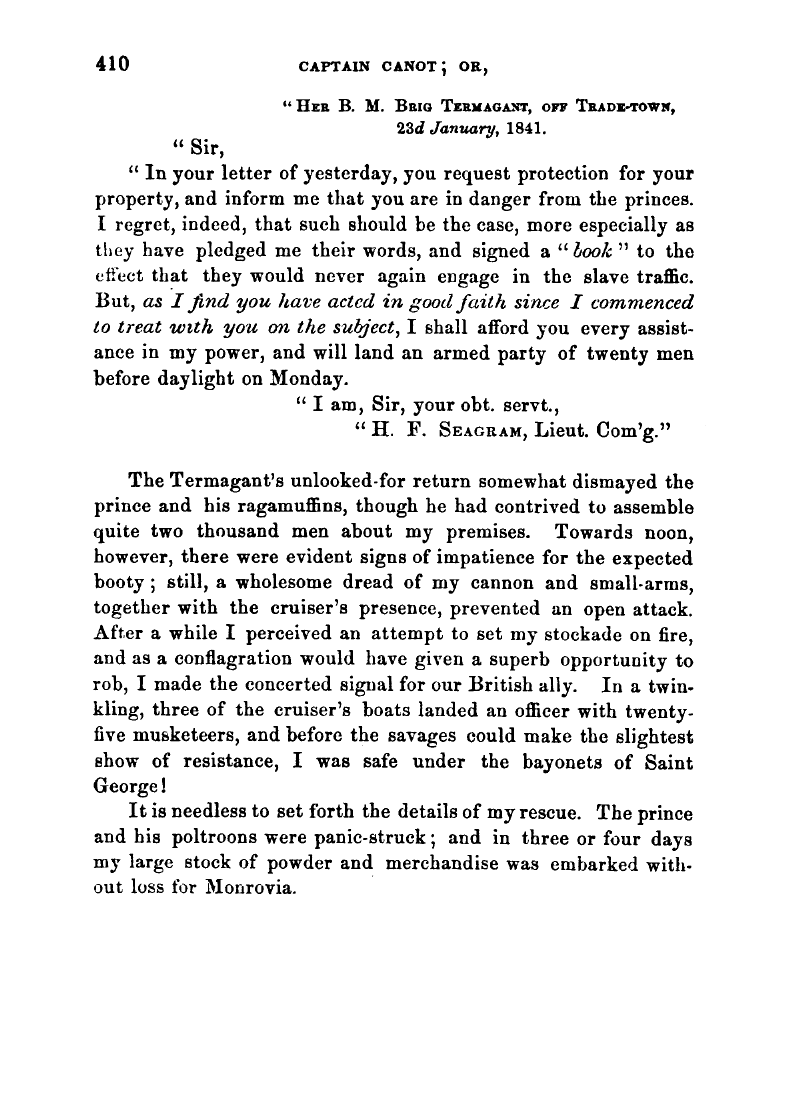 410 CAPTAIN CANOT; OR,
“HER B. M. BRIG TERMAGANT, OFF TRADE-TOWN,
23d January, 1841.
“ Sir,
“ In your letter of yesterday, you request protection for your
property, and inform me that you are in danger from the princes.
I regret, indeed, that such should be the case, more especially as
they have pledged me their words, and signed a “book” to the
effect that they would never again engage in the slave traffic.
But, as I find you have acted in good faith since I commenced
to treat with you on the subject, I shall afford you every assist-
ance in my power, and will land an armed party of twenty men
before daylight on Monday.
“ I am, Sir, your obt. servt.,
“ H. F. SEAGRAM, Lieut. Com'g.”
The Termagant's unlooked-for return somewhat dismayed the
prince and his ragamuffins, though he had contrived to assemble
quite two thousand men about my premises. Towards noon,
however, there were evident signs of impatience for the expected
booty; still, a wholesome dread of my cannon and small-arms,
together with the cruiser's presence, prevented an open attack.
After a while I perceived an attempt to set my stockade on fire,
and as a conflagration would have given a superb opportunity to
rob, I made the concerted signal for our British ally. In a twin-
kling, three of the cruiser's boats landed an officer with twenty-
five musketeers, and before the savages could make the slightest
show of resistance, I was safe under the bayonets of Saint
George!
It is needless to set forth the details of my rescue. The prince
and his poltroons were panic-struck; and in three or four days
my large stock of powder and merchandise was embarked with-
out loss for Monrovia.